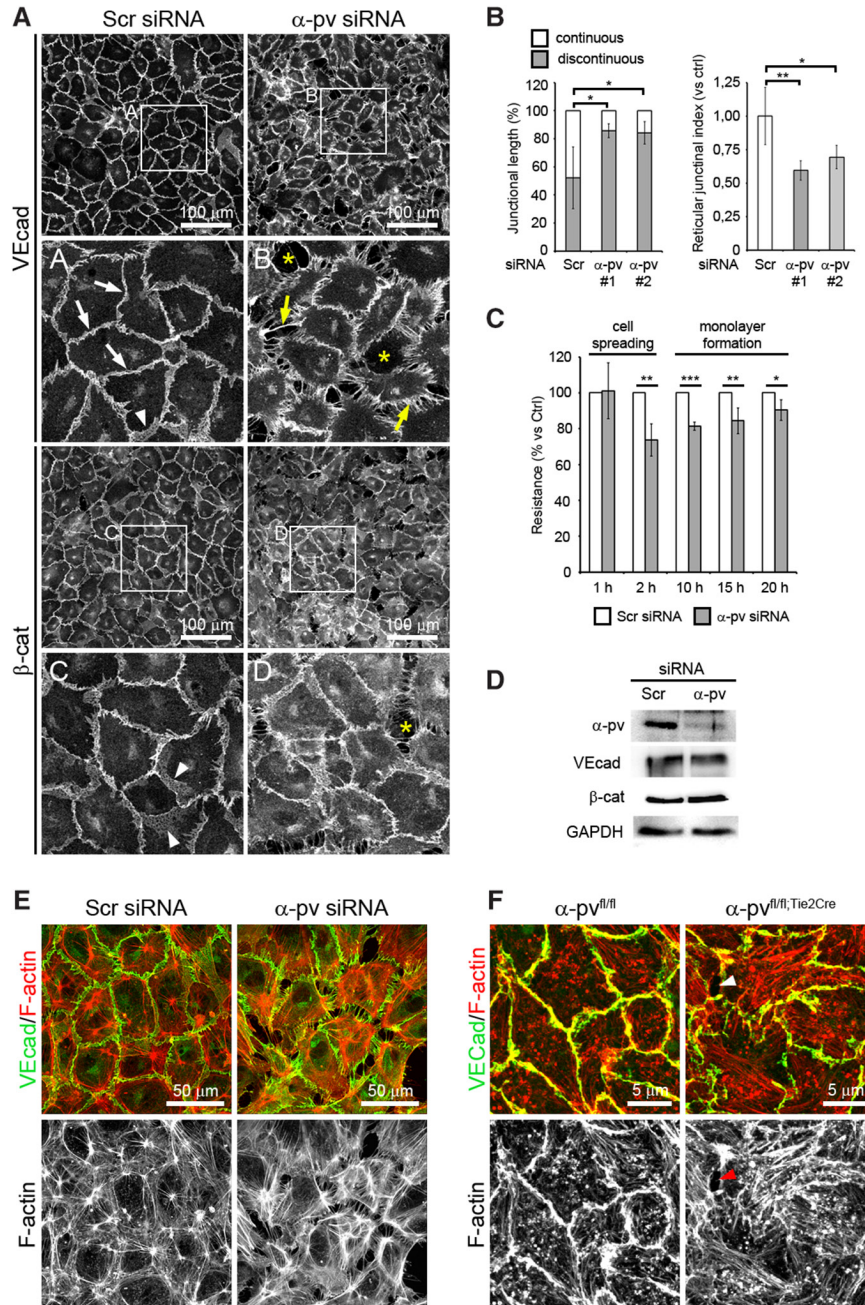 A
Scr siRNA
α-pv siRNA
VEcad
A
B
100 μm
100 μm
A
B
*
*
β-cat
C
D
100 μm
100 μm
C
D
*
B
continuous
discontinuous
Junctional length (%)
120
100
80
60
40
20
0
*
*
siRNA
Scr
α-pv
#1
α-pv
#2
Reticular junctinal index (vs ctrl)
1,25
1,00
0,75
0,50
0,25
0
*
**
siRNA
Scr
α-pv
#1
α-pv
#2
C
cell
spreading
monolayer
formation
Resistance (% vs Ctrl)
120
100
80
60
40
20
0
** *** ** *
1 h 2 h 10 h 15 h 20 h
Scr siRNA α-pv siRNA
D
siRNA
Scr α-pv
α-pv
VEcad
β-cat
GAPDH
E
Scr siRNA
α-pv siRNA
VEcad/F-actin
50 μm
50 μm
F-actin
F
α-pvfl/fl
α-pvfl/fl;Tie2Cre
VECad/F-actin
5 μm
5 μm
F-actin